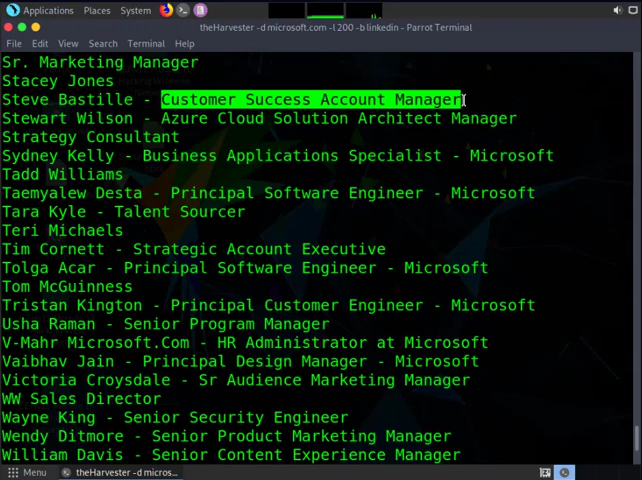 Applications Places System
theHarvester -d microsoft.com -l 200 -b linkedin - Parrot Terminal
File Edit View Search Terminal Help
Sr. Marketing Manager
Stacey Jones
Steve Bastille - Customer Success Account Manager
Stewart Wilson - Azure Cloud Solution Architect Manager
Strategy Consultant
Sydney Kelly - Business Applications Specialist - Microsoft
Tadd Williams
Taemyalew Desta - Principal Software Engineer - Microsoft
Tara Kyle - Talent Sourcer
Teri Michaels
Tim Cornett - Strategic Account Executive
Tolga Acar - Principal Software Engineer - Microsoft
Tom McGuinness
Tristan Kington - Principal Customer Engineer - Microsoft
Usha Raman - Senior Program Manager
V-Mahr Microsoft.Com - HR Administrator at Microsoft
Vaibhav Jain - Principal Design Manager - Microsoft
Victoria Croysdale - Sr Audience Marketing Manager
WW Sales Director
Wayne King - Senior Security Engineer
Wendy Ditmore - Senior Product Marketing Manager
William Davis - Senior Content Experience Manager
Menu theHarvester -d micros...